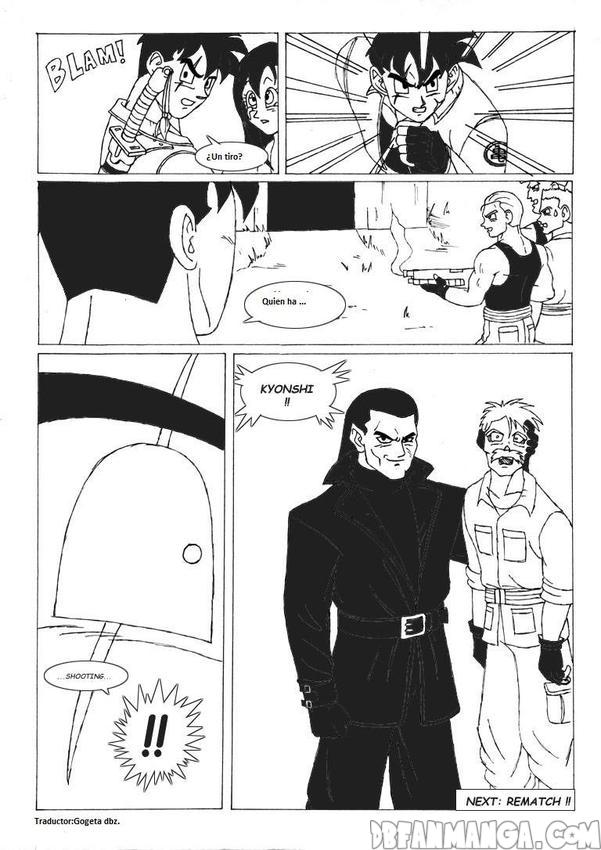 BLAM!
¿Un tiro?
Quien ha ...
KYONSHI
!!
...SHOOTING...
!!
NEXT: REMATCH !!
Traductor:Gogeta dbz.
DBFANMANGA.COM